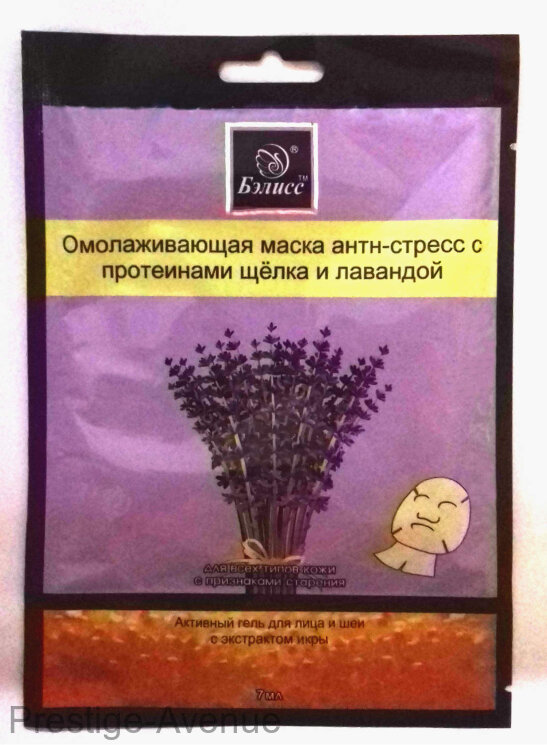 Бэлисс ® ™
Омолаживающая маска антн-стресс с
протеинами щёлка и лавандой
для всех типов кожи
с признаками старения
Активный гель для лица и шеи
с экстрактом икры
7 мл
Prestige-Avenue